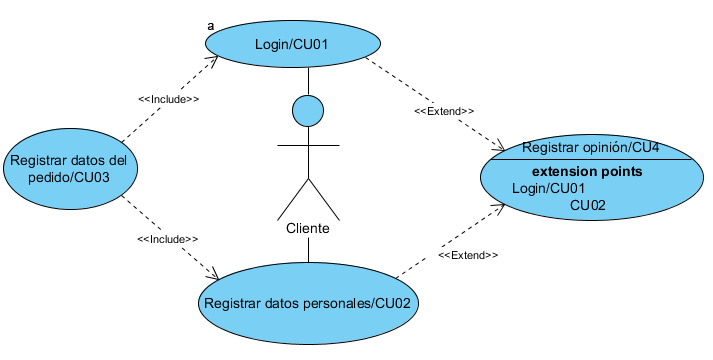 a
Login/CU01
<<Include>>
<<Extend>>
Registrar datos del
pedido/CU03
Registrar opinión/CU4
extension points
Login/CU01
CU02
Cliente
<<Include>>
<<Extend>>
Registrar datos personales/CU02